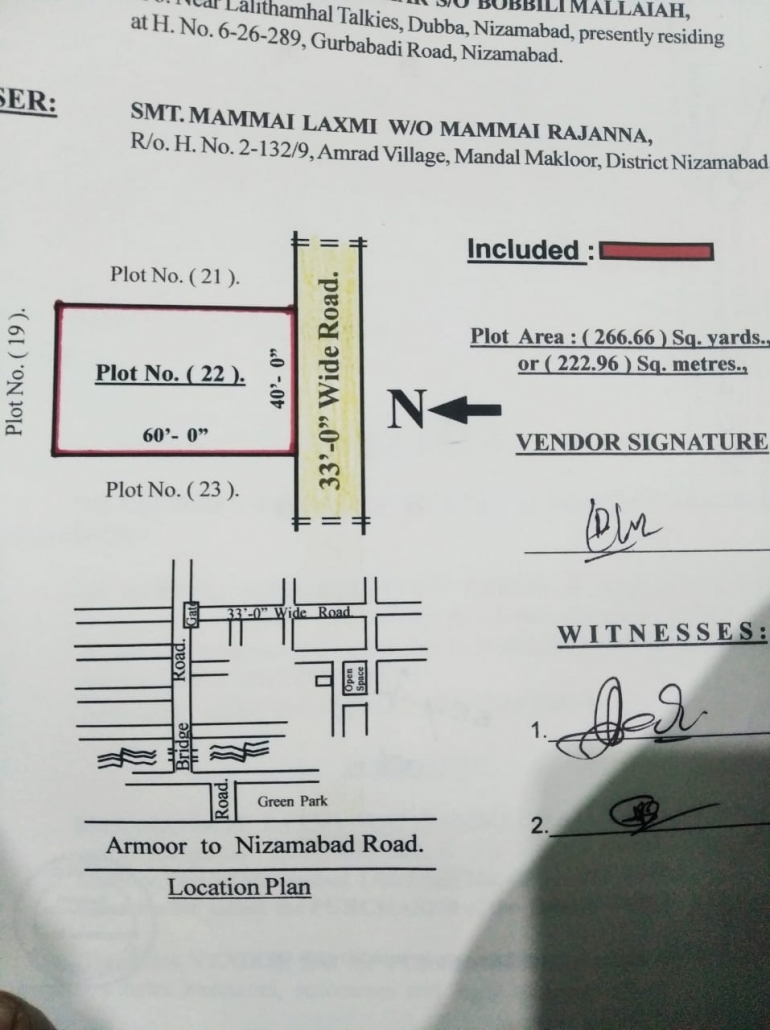 S/O BOBBILI MALLAIAH,
Near Lalithamhal Talkies, Dubba, Nizamabad, presently residing
at H. No. 6-26-289, Gurbabadi Road, Nizamabad.
SER:
SMT. MAMMAI LAXMI W/O MAMMAI RAJANNA,
R/o. H. No. 2-132/9, Amrad Village, Mandal Makloor, District Nizamabad
Included :
Plot No. ( 21 ).
Plot No. ( 19 ).
Plot No. ( 22 ).
40'- 0"
60'- 0"
33'-0" Wide Road.
Plot No. ( 23 ).
N
Plot Area : ( 266.66 ) Sq. yards.,
or ( 222.96 ) Sq. metres.,
VENDOR SIGNATURE
WITNESSES:
1.
2.
Gate
33'-0" Wide Road
Road.
Open
Space
Bridge
Road.
Green Park
Armoor to Nizamabad Road.
Location Plan